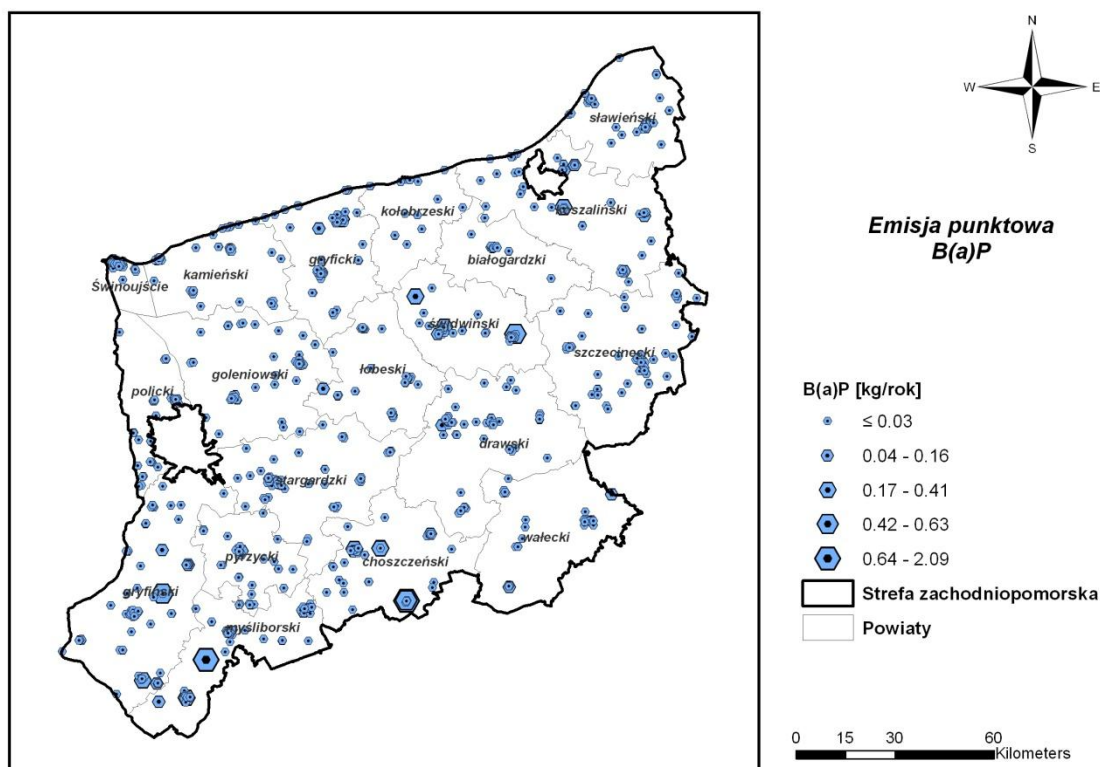 N
W
E
S
Emisja punktowa
B(a)P
B(a)P [kg/rok]
≤ 0.03
0.04 - 0.16
0.17 - 0.41
0.42 - 0.63
0.64 - 2.09
Strefa zachodniopomorska
Powiaty
0 15 30 60
Kilometers
sławieński
koszaliński
kołobrzeski
białogardzki
gryficki
kamieński
Świnoujście
świdwiński
szczecinecki
łobeski
goleniowski
policki
drawski
stargardzki
wałecki
choszczeński
pyrzycki
gryfiński
myśliborski